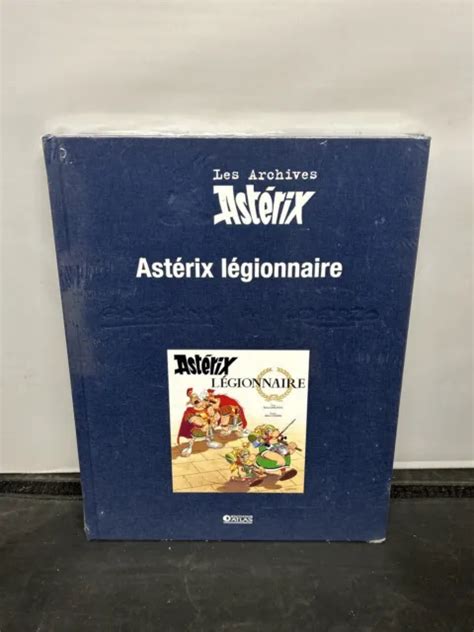 Les Archives
Astérix
Astérix légionnaire
Astérix
LÉGIONNAIRE
ATLAS